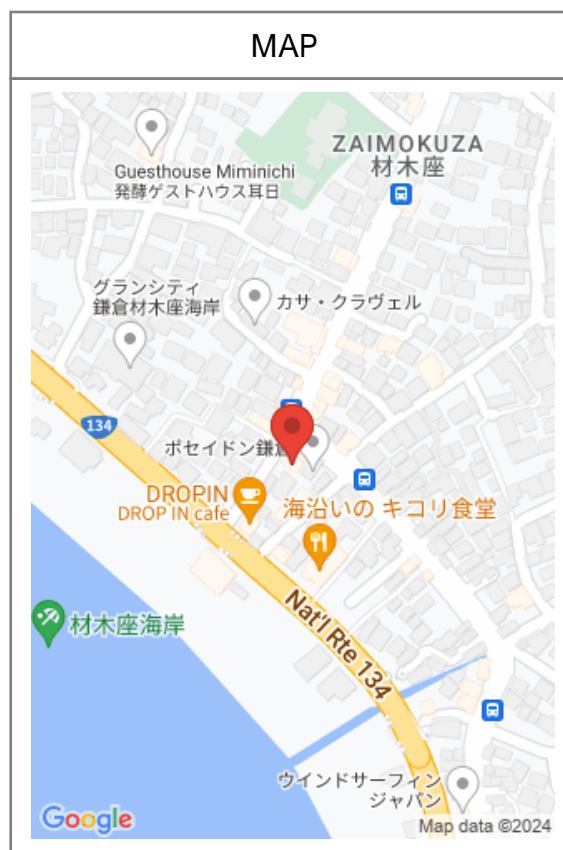 MAP
ZAIMOKUZA
材木座
Guesthouse Miminichi
発酵ゲストハウス耳日
グランシティ
鎌倉材木座海岸
カサ・クラヴェル
134
ポセイドン鎌倉
DROPIN
DROP IN cafe
海沿いの キコリ食堂
材木座海岸
Nat'l Rte 134
ウインドサーフィン
ジャパン
Google
Map data ©2024